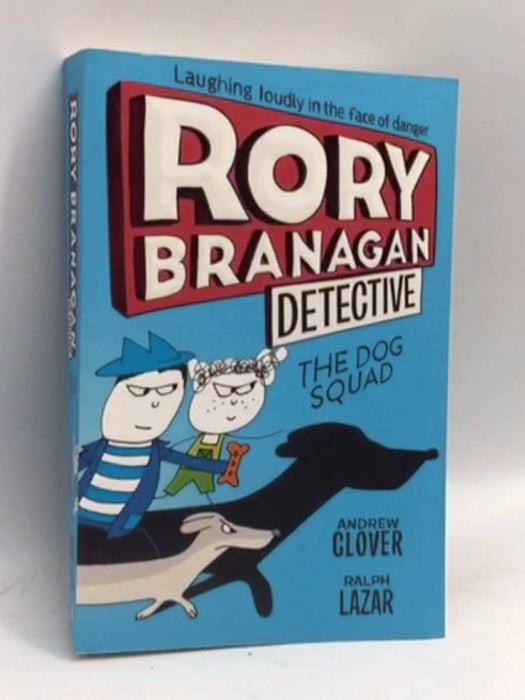 Laughing loudly in the face of danger
RORY
BRANAGAN
DETECTIVE
THE DOG
SQUAD
ANDREW
CLOVER
RALPH
LAZAR
RORY BRANAGAN